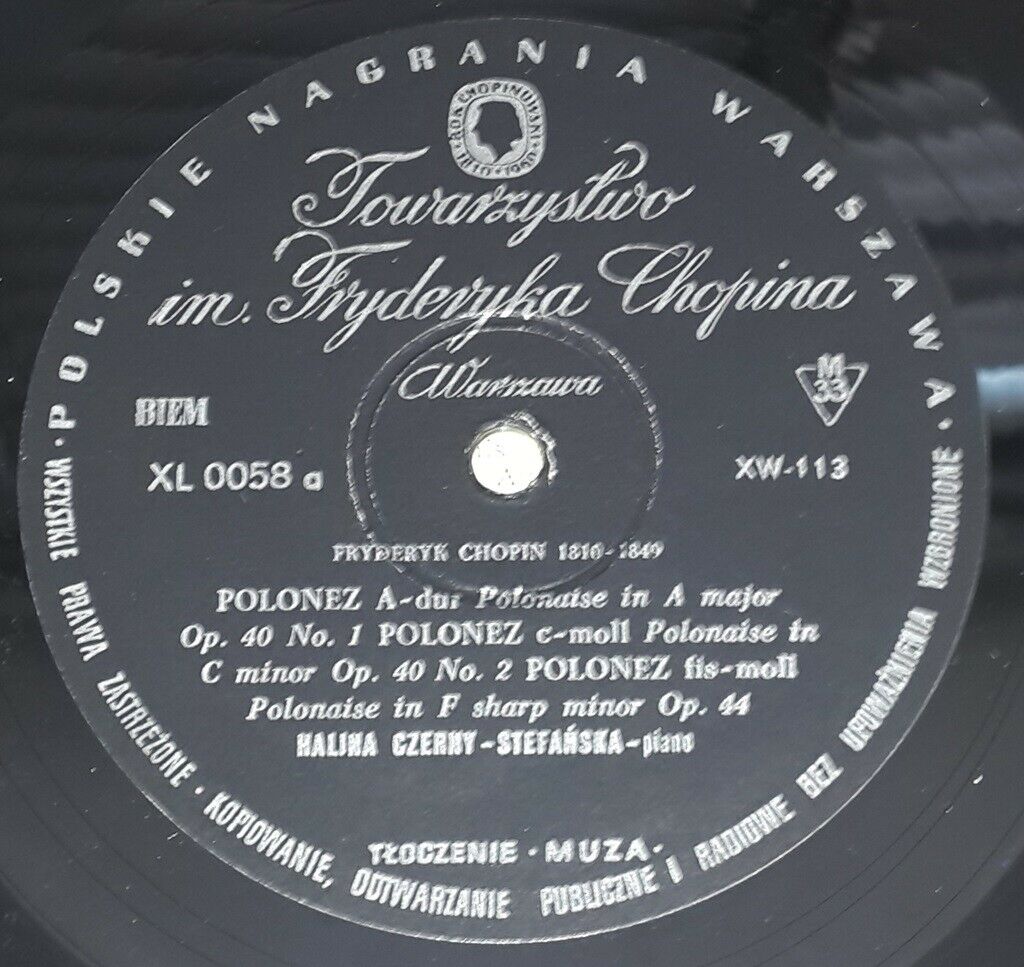 POLSKIE NAGRANIA WARSZAWA · WSZYSTKIE PRAWA ZASTRZEŻONE · KOPIOWANIE, ODTWARZANIE PUBLICZNE I RADIOWE BEZ UPOWAŻNIENIA WZBRONIONE
ROK CHOPINOWSKI
Towarzystwo
im. Fryderyka Chopina
Warszawa
BIEM
M
33
XL 0058 a
XW-113
FRYDERYK CHOPIN 1810-1849
POLONEZ A-dur Polonaise in A major
Op. 40 No. 1 POLONEZ c-moll Polonaise in
C minor Op. 40 No. 2 POLONEZ fis-moll
Polonaise in F sharp minor Op. 44
HALINA CZERNY-STEFAŃSKA-piano
TŁOCZENIE · MUZA ·